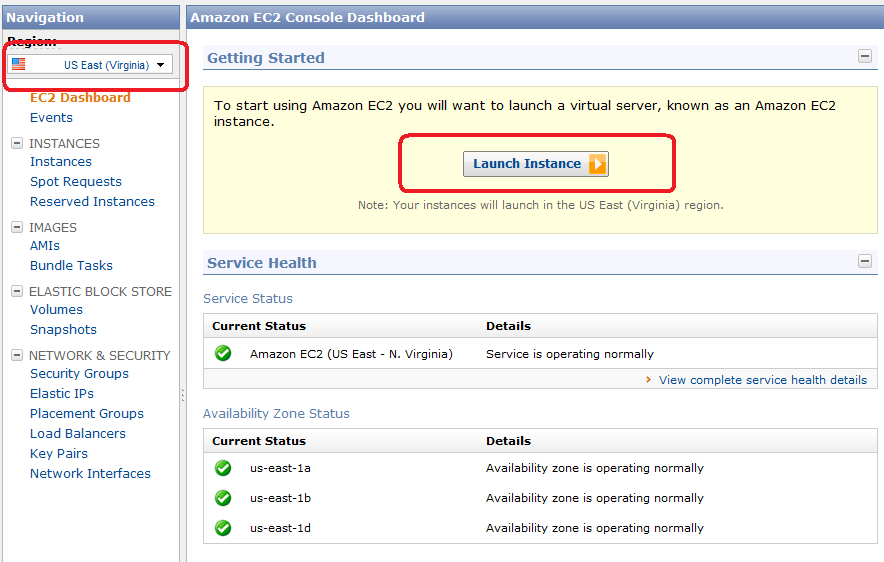 Navigation
Region:
US East (Virginia)
EC2 Dashboard
Events
INSTANCES
Instances
Spot Requests
Reserved Instances
IMAGES
AMIs
Bundle Tasks
ELASTIC BLOCK STORE
Volumes
Snapshots
NETWORK & SECURITY
Security Groups
Elastic IPs
Placement Groups
Load Balancers
Key Pairs
Network Interfaces
Amazon EC2 Console Dashboard
Getting Started
To start using Amazon EC2 you will want to launch a virtual server, known as an Amazon EC2
instance.
Launch Instance
Note: Your instances will launch in the US East (Virginia) region.
Service Health
Service Status
Current Status Details
Amazon EC2 (US East - N. Virginia) Service is operating normally
› View complete service health details
Availability Zone Status
Current Status Details
us-east-1a Availability zone is operating normally
us-east-1b Availability zone is operating normally
us-east-1d Availability zone is operating normally